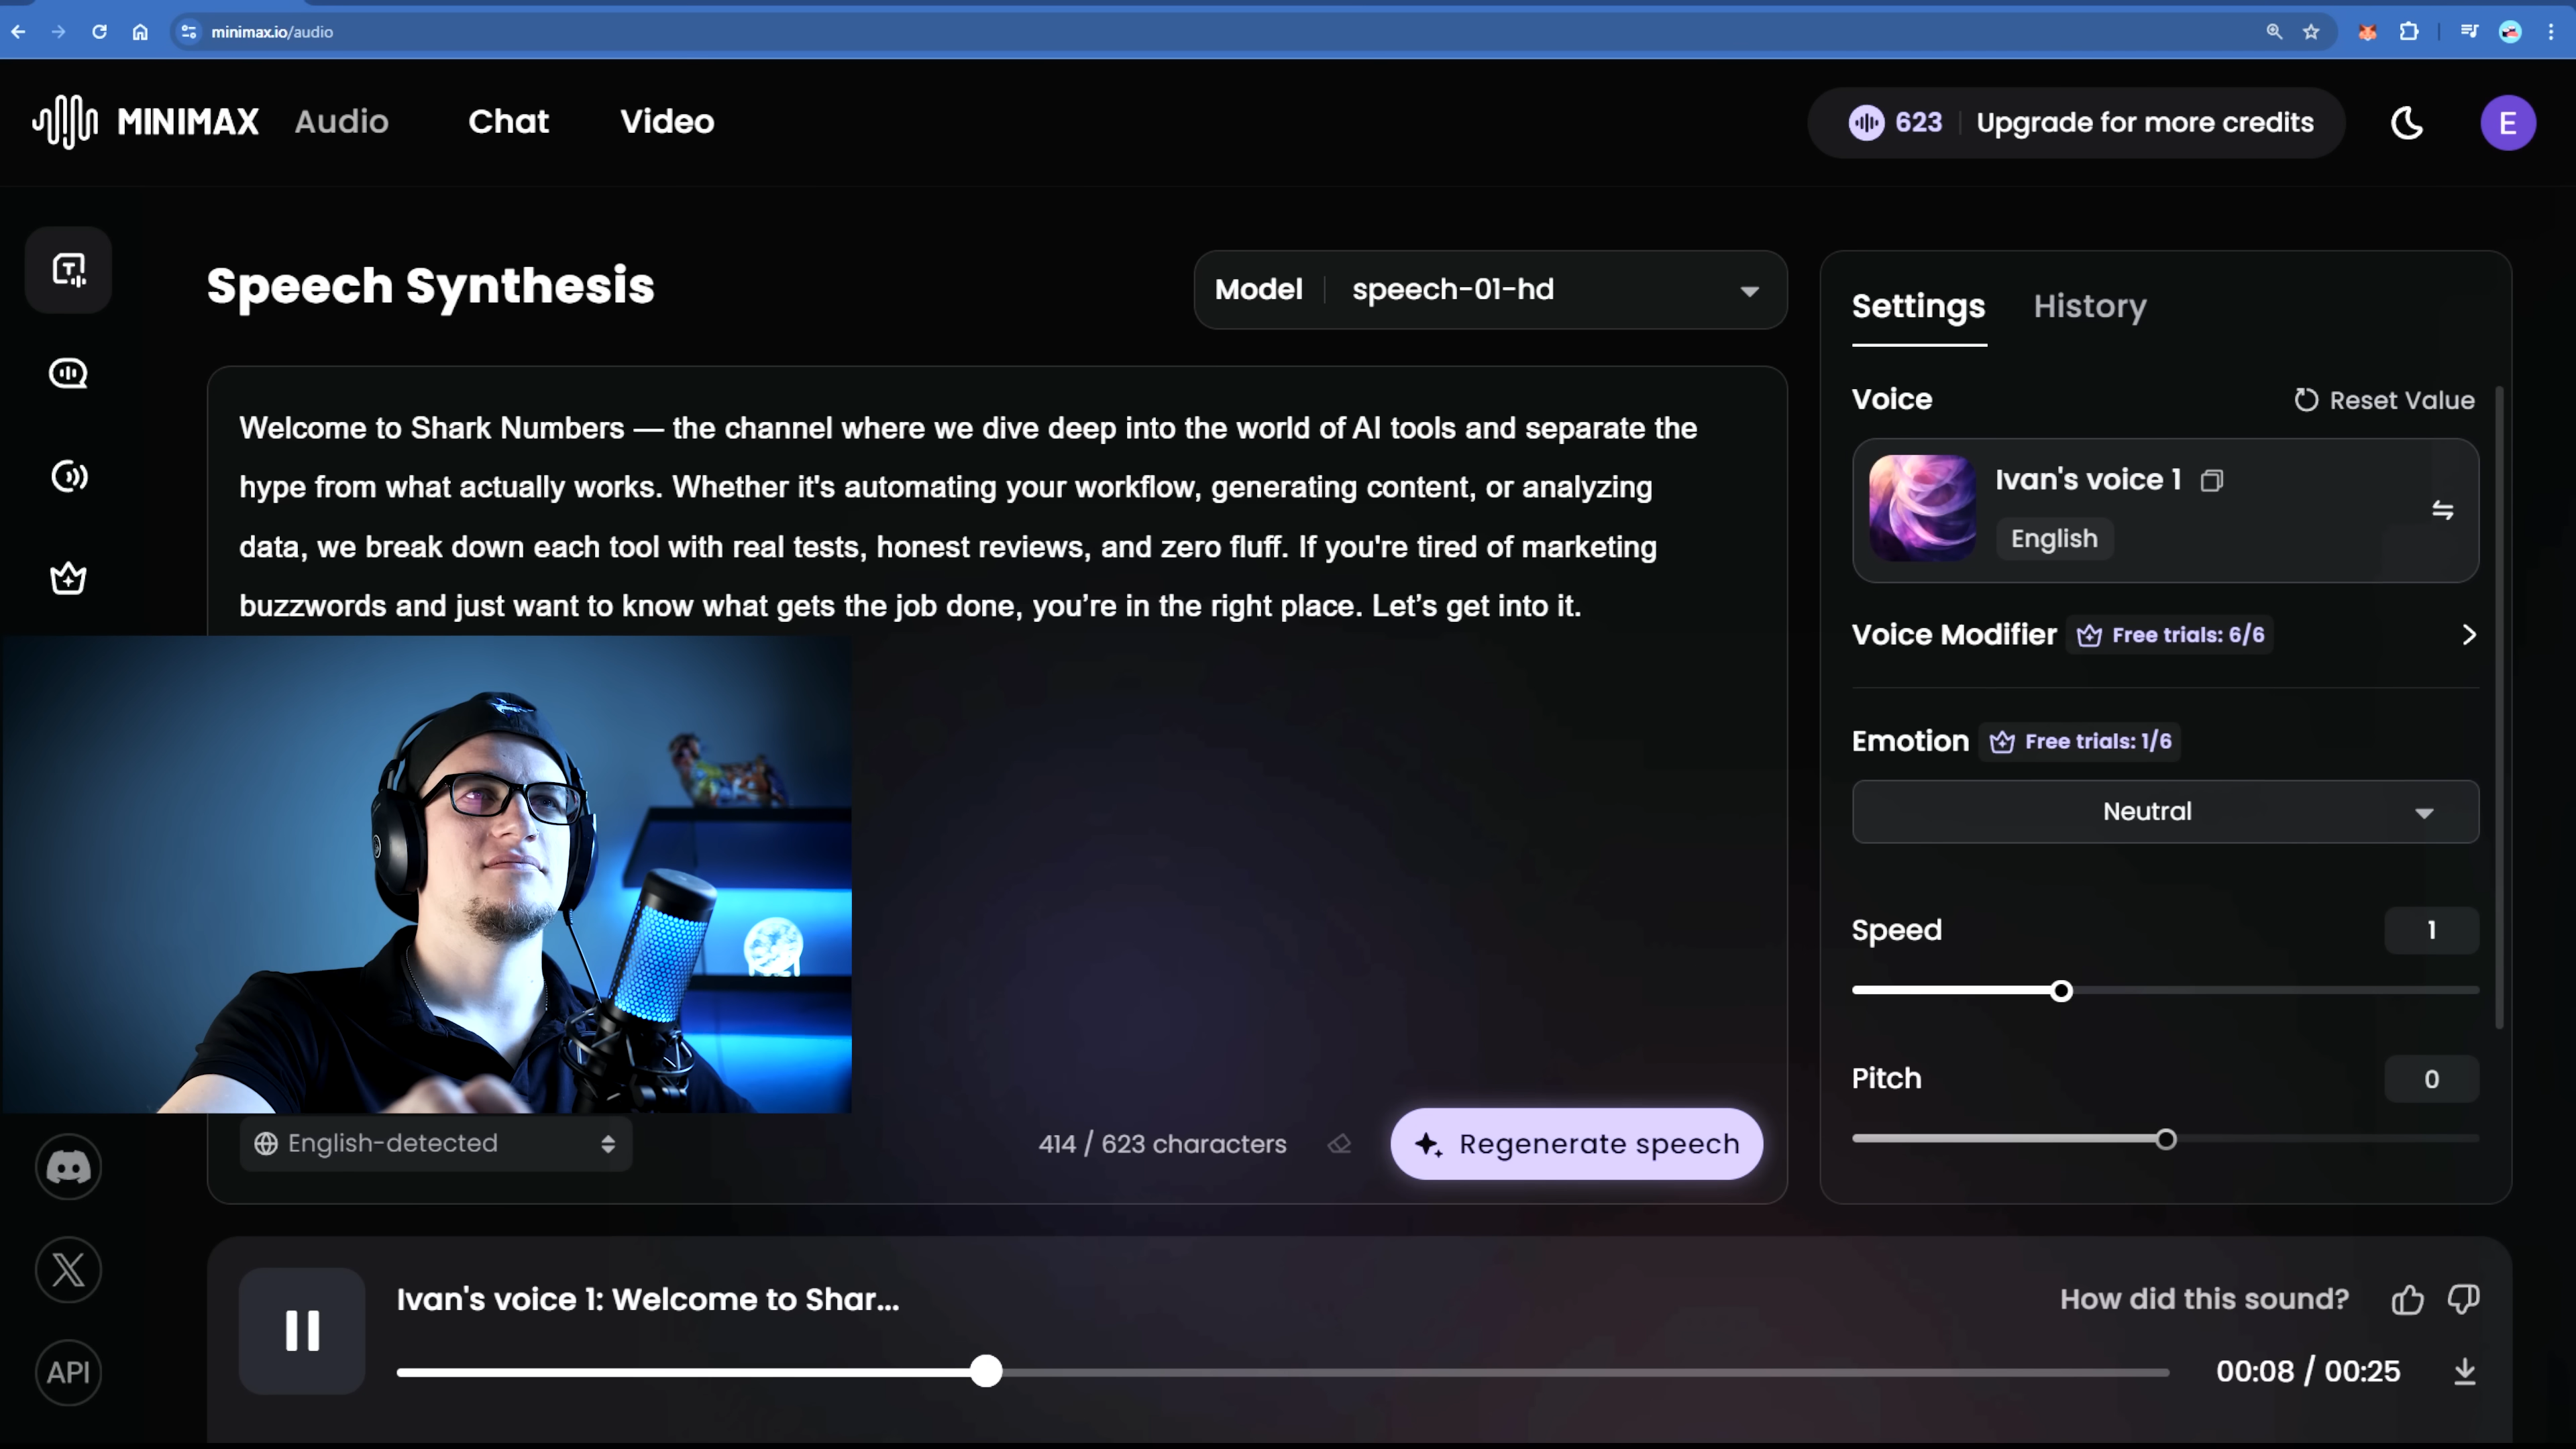 minimax.io/audio
MINIMAX
Audio
Chat
Video
623
Upgrade for more credits
E
Speech Synthesis
Model
speech-01-hd
Welcome to Shark Numbers — the channel where we dive deep into the world of AI tools and separate the
hype from what actually works. Whether it's automating your workflow, generating content, or analyzing
data, we break down each tool with real tests, honest reviews, and zero fluff. If you're tired of marketing
buzzwords and just want to know what gets the job done, you’re in the right place. Let’s get into it.
English-detected
414 / 623 characters
Regenerate speech
Settings
History
Voice
Reset Value
Ivan's voice 1
English
Voice Modifier
Free trials: 6/6
Emotion
Free trials: 1/6
Neutral
Speed
1
Pitch
0
API
Ivan's voice 1: Welcome to Shar...
How did this sound?
00:08 / 00:25